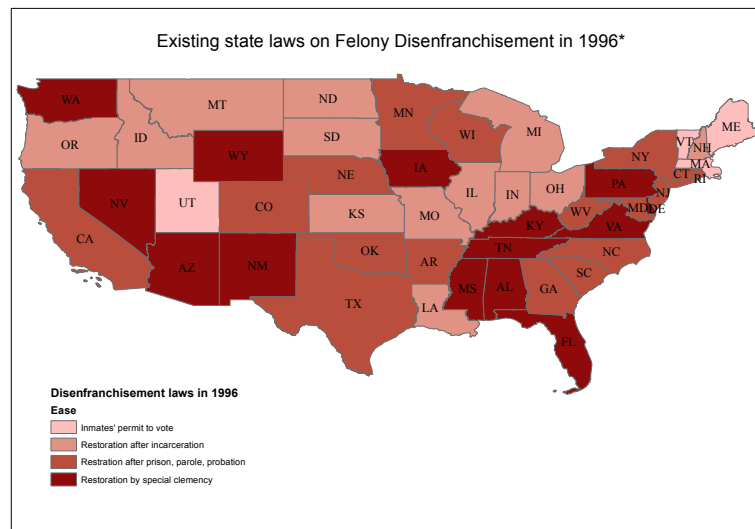 Existing state laws on Felony Disenfranchisement in 1996*
WA
MT
ND
MN
ME
OR
ID
SD
WI
MI
VT
NH
NY
MA
WY
IA
NE
CT
RI
PA
NJ
NV
UT
CO
IL
IN
OH
MD
DE
WV
CA
KS
MO
KY
VA
AZ
NM
OK
AR
TN
NC
SC
TX
MS
AL
GA
LA
FL
Disenfranchisement laws in 1996
Ease
Inmates' permit to vote
Restoration after incarceration
Restration after prison, parole, probation
Restoration by special clemency